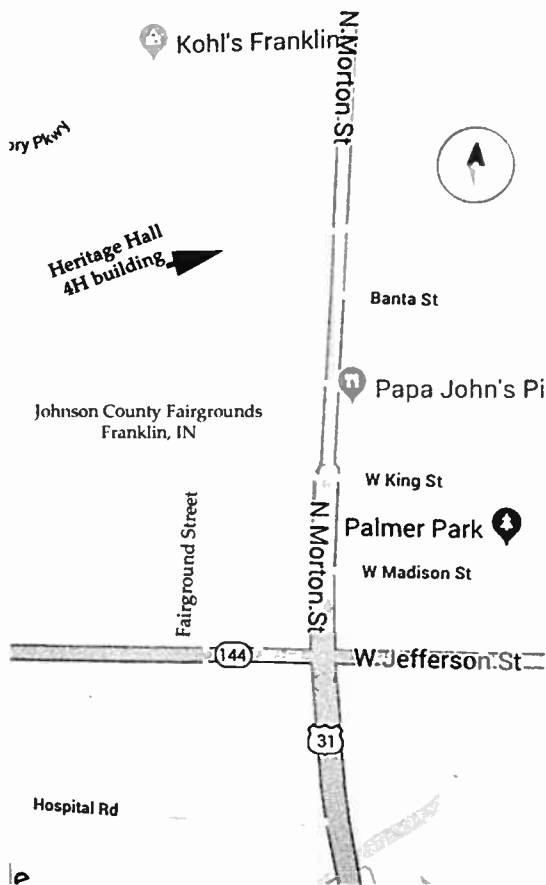 Kohl's Franklin
N. Morton St
ory Pkwy
Heritage Hall
4H building
Banta St
Papa John's Pi
Johnson County Fairgrounds
Franklin, IN
W King St
Fairground Street
N. Morton St
Palmer Park
W Madison St
144
W. Jefferson St
31
Hospital Rd
le